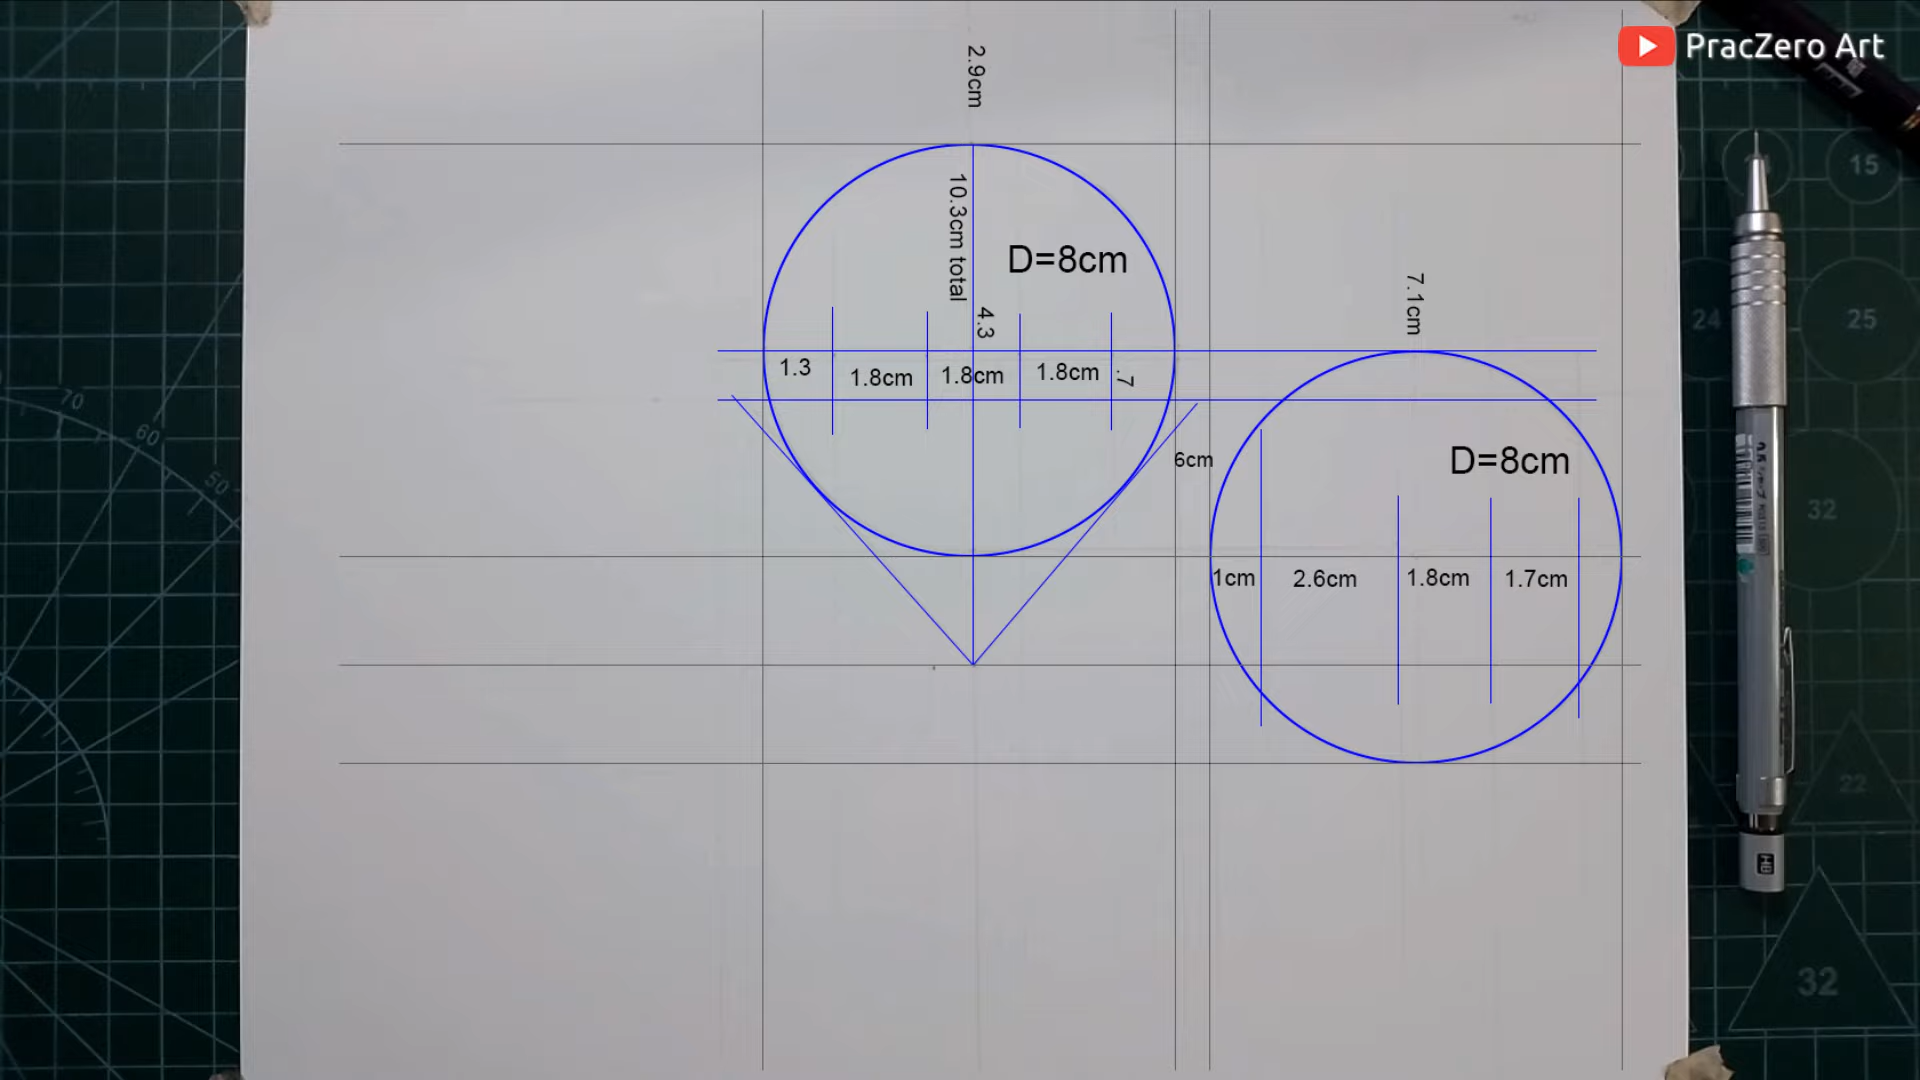 PracZero Art
2.9cm
10.3cm total
D=8cm
4.3
7.1cm
1.3
1.8cm
1.8cm
1.8cm
.7
6cm
D=8cm
1cm
2.6cm
1.8cm
1.7cm
15
24
25
32
22
32
70
60
50
HB